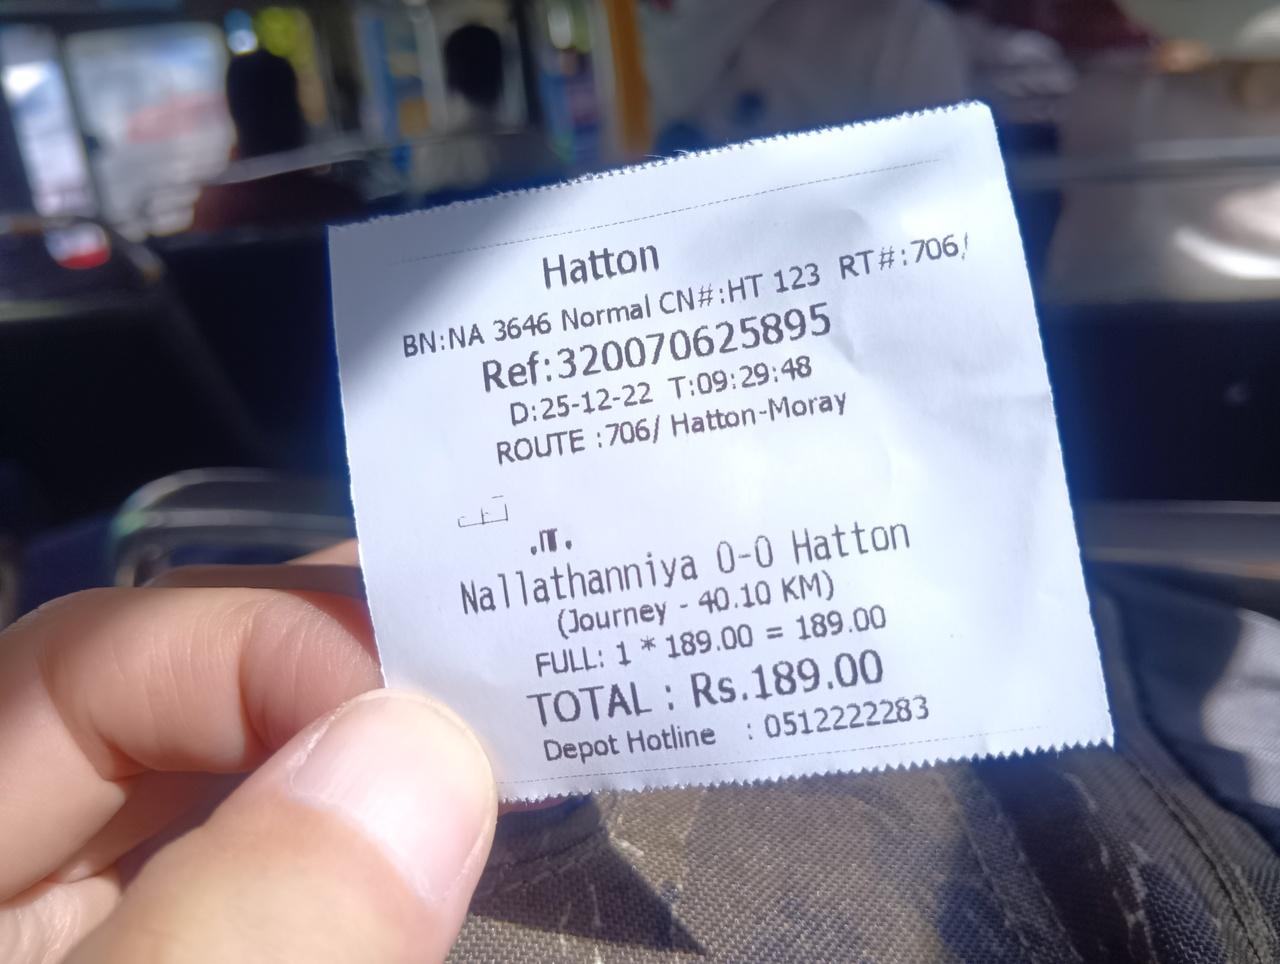 Hatton
BN:NA 3646 Normal CN#:HT 123 RT#:706/
Ref:320070625895
D:25-12-22 T:09:29:48
ROUTE :706/ Hatton-Moray
Nallathanniya 0-0 Hatton
(Journey - 40.10 KM)
FULL: 1 * 189.00 = 189.00
TOTAL : Rs.189.00
Depot Hotline : 0512222283